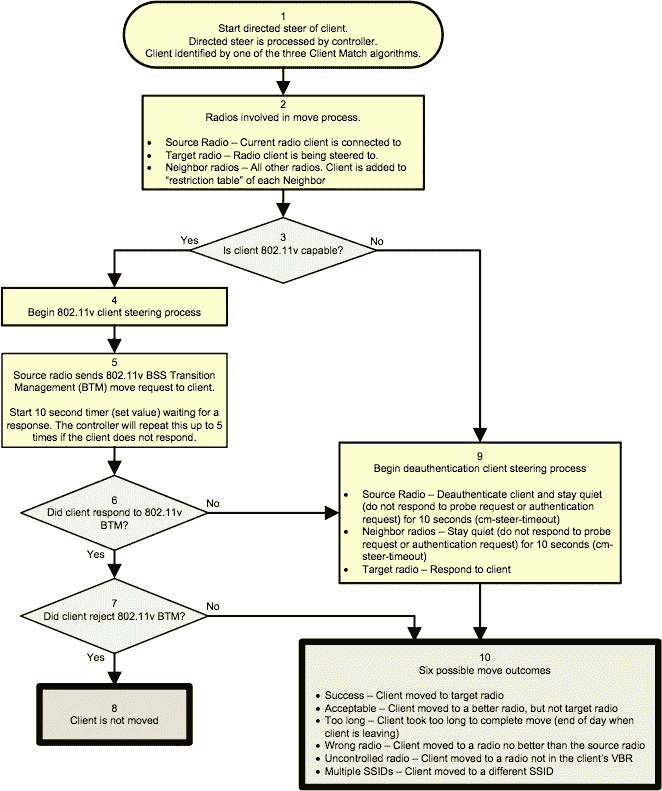 1
Start directed steer of client.
Directed steer is processed by controller.
Client identified by one of the three Client Match algorithms.
2
Radios involved in move process.
• Source Radio – Current radio client is connected to
• Target radio – Radio client is being steered to.
• Neighbor radios – All other radios. Client is added to
“restriction table” of each Neighbor
3
Is client 802.11v capable?
Yes
No
4
Begin 802.11v client steering process
5
Source radio sends 802.11v BSS Transition
Management (BTM) move request to client.
Start 10 second timer (set value) waiting for a
response. The controller will repeat this up to 5
times if the client does not respond.
6
Did client respond to 802.11v
BTM?
No
Yes
9
Begin deauthentication client steering process
• Source Radio – Deauthenticate client and stay quiet
(do not respond to probe request or authentication
request) for 10 seconds (cm-steer-timeout)
• Neighbor radios – Stay quiet (do not respond to probe
request or authentication request) for 10 seconds (cm-
steer-timeout)
• Target radio – Respond to client
7
Did client reject 802.11v BTM?
No
Yes
8
Client is not moved
10
Six possible move outcomes
• Success – Client moved to target radio
• Acceptable – Client moved to a better radio, but not target radio
• Too long – Client took too long to complete move (end of day when
client is leaving)
• Wrong radio – Client moved to a radio no better than the source radio
• Uncontrolled radio – Client moved to a radio not in the client's VBR
• Multiple SSIDs – Client moved to a different SSID